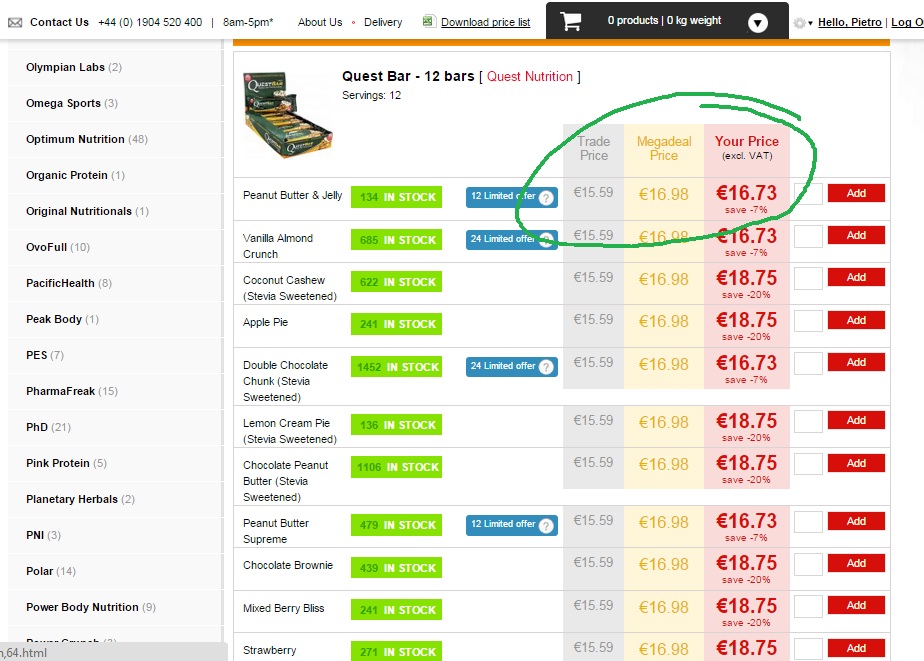 Contact Us +44 (0) 1904 520 400 | 8am-5pm* About Us • Delivery Download price list 0 products | 0 kg weight Hello, Pietro | Log O
Olympian Labs (2)
Omega Sports (3)
Optimum Nutrition (48)
Organic Protein (1)
Original Nutritionals (1)
OvoFull (10)
PacificHealth (8)
Peak Body (1)
PES (7)
PharmaFreak (15)
PhD (21)
Pink Protein (5)
Planetary Herbals (2)
PNI (3)
Polar (14)
Power Body Nutrition (9)
Power Crunch
n,64.html
QUESTBAR
Quest Bar - 12 bars [ Quest Nutrition ]
Servings: 12
Trade Price
Megadeal Price
Your Price
(excl. VAT)
Peanut Butter & Jelly 134 IN STOCK 12 Limited offer ? €15.59 €16.98 €16.73 Add
save -7%
Vanilla Almond 685 IN STOCK 24 Limited offer ? €15.59 €16.98 €16.73 Add
Crunch save -7%
Coconut Cashew 622 IN STOCK €15.59 €16.98 €18.75 Add
(Stevia Sweetened) save -20%
Apple Pie 241 IN STOCK €15.59 €16.98 €18.75 Add
save -20%
Double Chocolate 1452 IN STOCK 24 Limited offer ? €15.59 €16.98 €16.73 Add
Chunk (Stevia save -7%
Sweetened)
Lemon Cream Pie 136 IN STOCK €15.59 €16.98 €18.75 Add
(Stevia Sweetened) save -20%
Chocolate Peanut 1106 IN STOCK €15.59 €16.98 €18.75 Add
Butter (Stevia save -20%
Sweetened)
Peanut Butter 479 IN STOCK 12 Limited offer ? €15.59 €16.98 €16.73 Add
Supreme save -7%
Chocolate Brownie 439 IN STOCK €15.59 €16.98 €18.75 Add
save -20%
Mixed Berry Bliss 241 IN STOCK €15.59 €16.98 €18.75 Add
save -20%
Strawberry 271 IN STOCK €15.59 €16.98 €18.75 Add